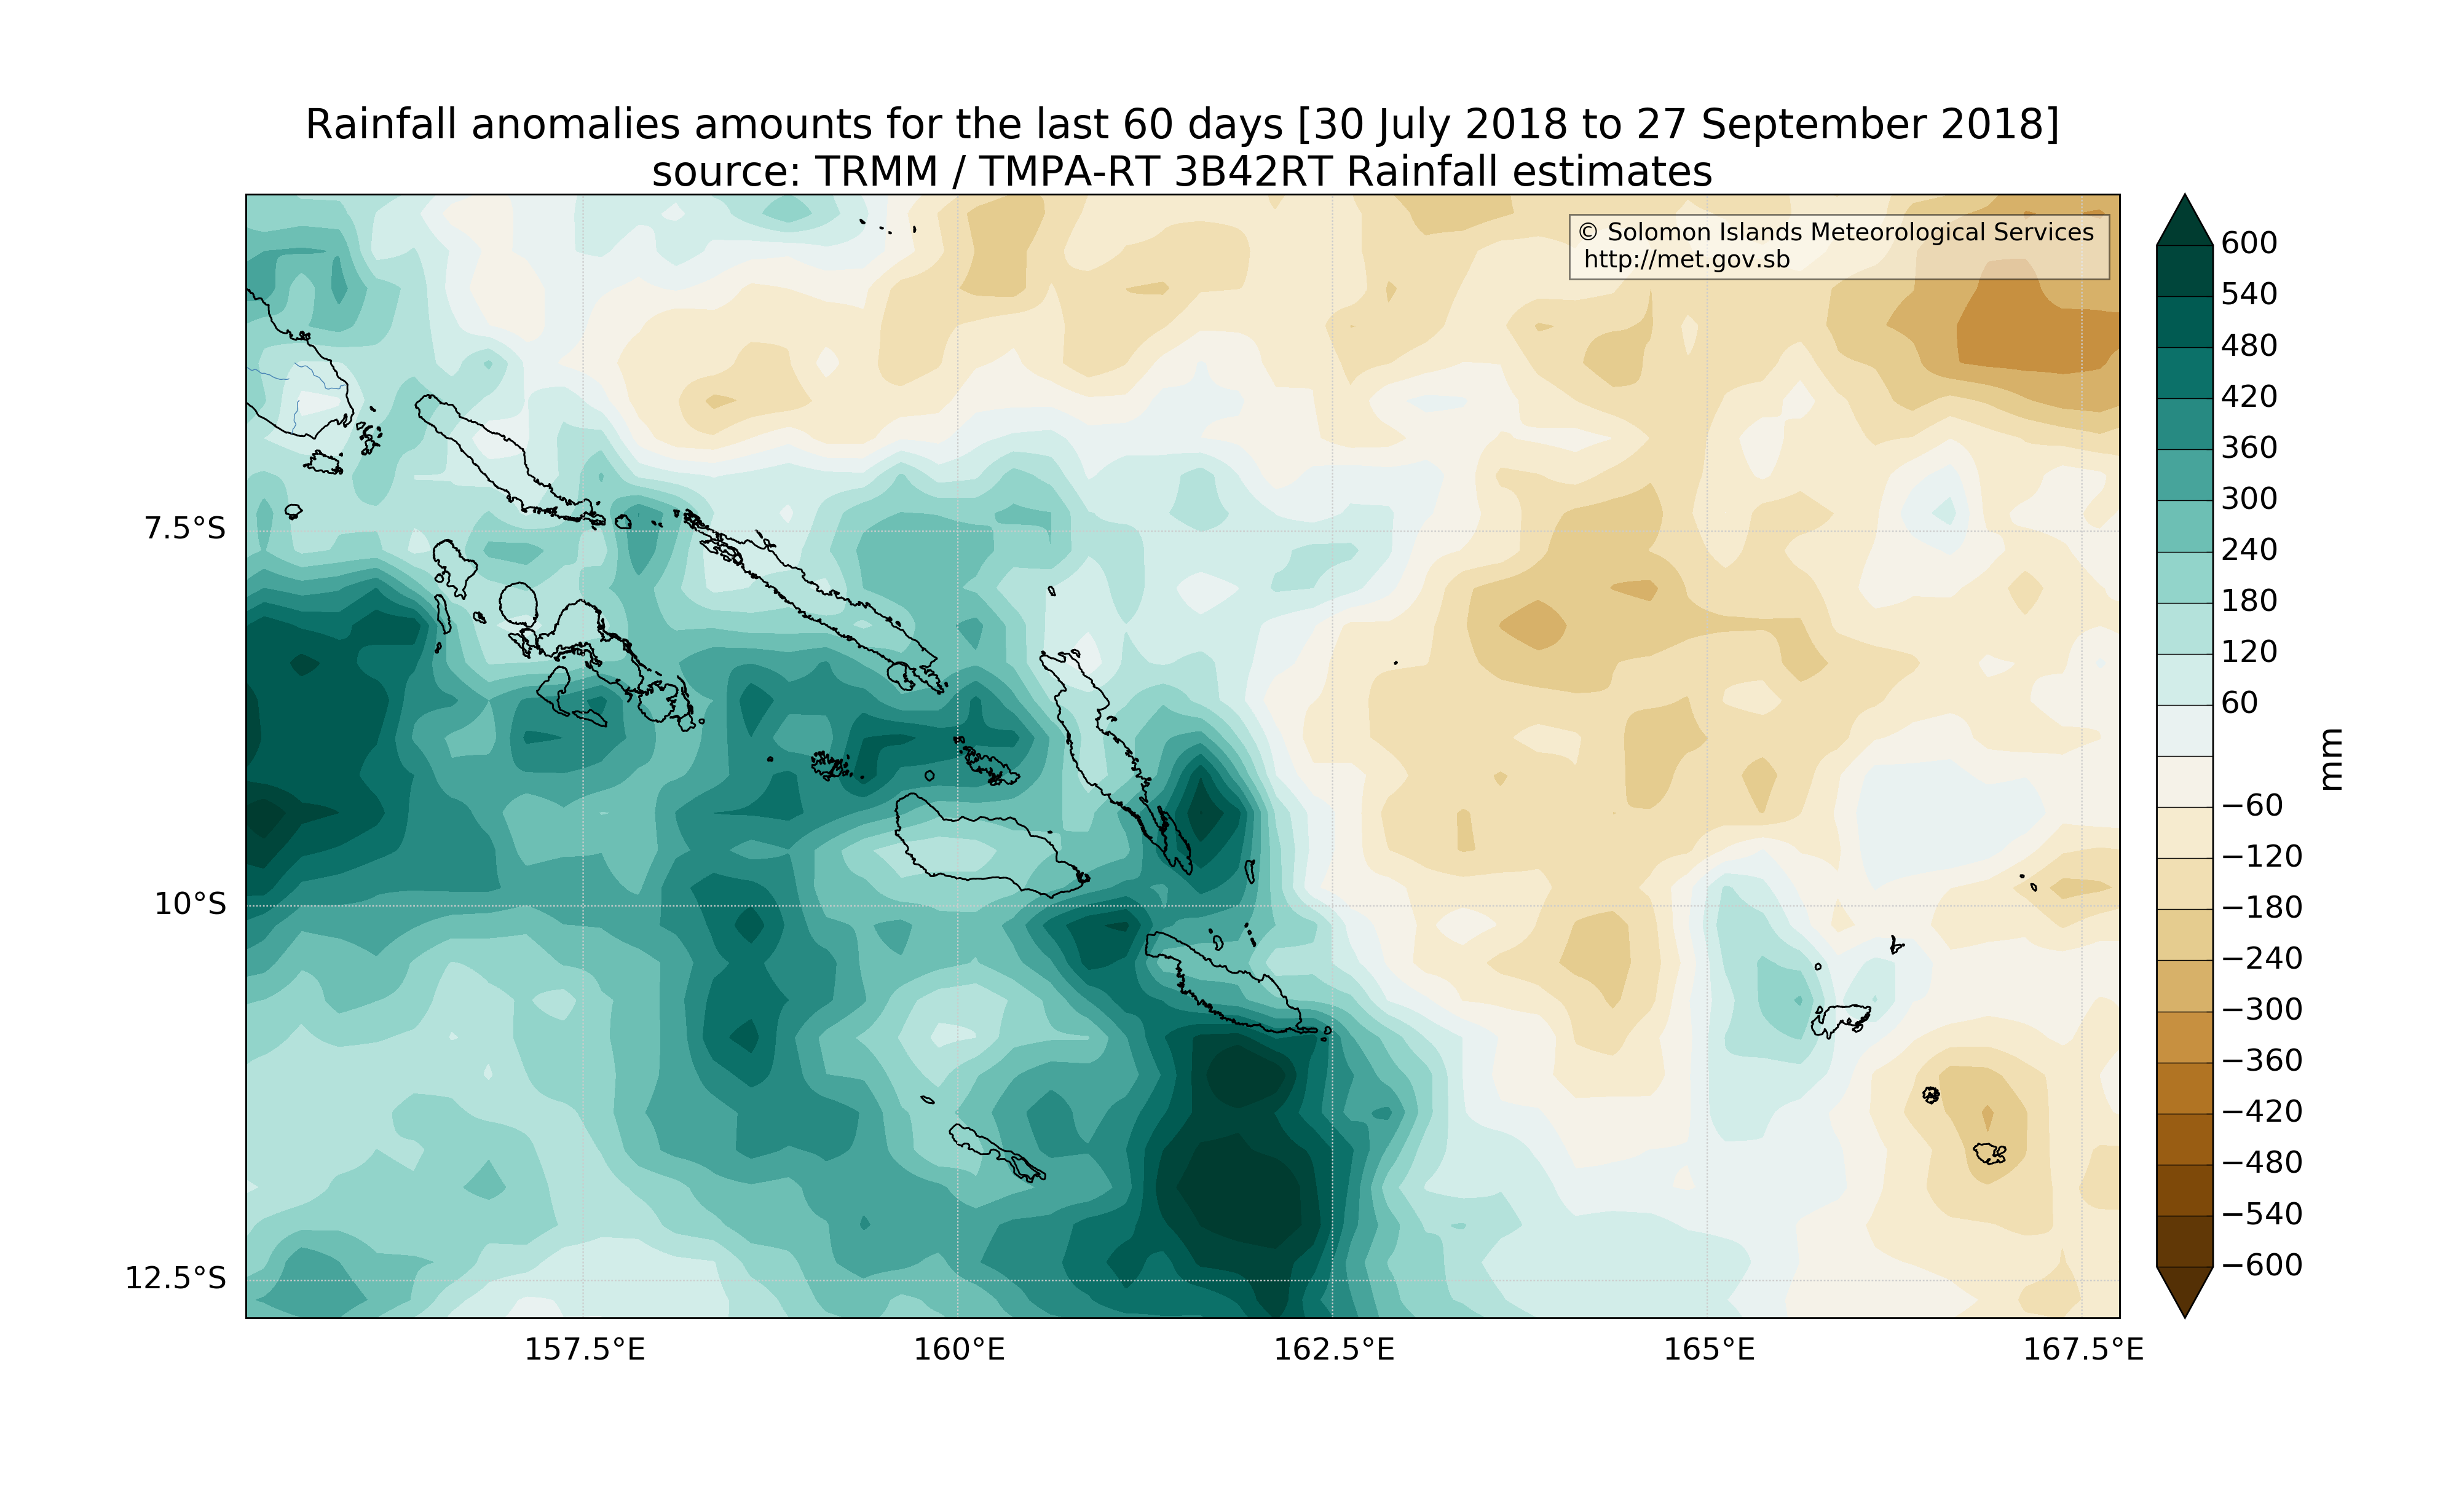 Rainfall anomalies amounts for the last 60 days [30 July 2018 to 27 September 2018]
source: TRMM / TMPA-RT 3B42RT Rainfall estimates
© Solomon Islands Meteorological Services
http://met.gov.sb
7.5°S
10°S
12.5°S
157.5°E
160°E
162.5°E
165°E
167.5°E
600
540
480
420
360
300
240
180
120
60
−60
−120
−180
−240
−300
−360
−420
−480
−540
−600
mm